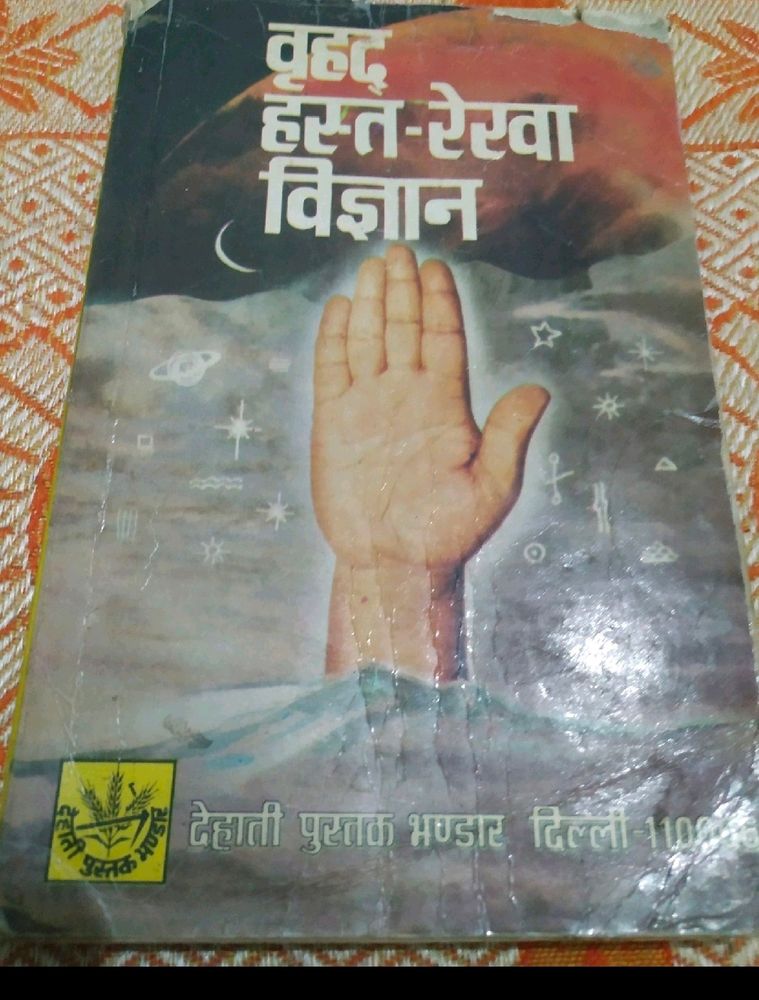 वृहद्
हस्त-रेखा
विज्ञान
देहाती पुस्तक भण्डार
देहाती पुस्तक भण्डार दिल्ली-110006